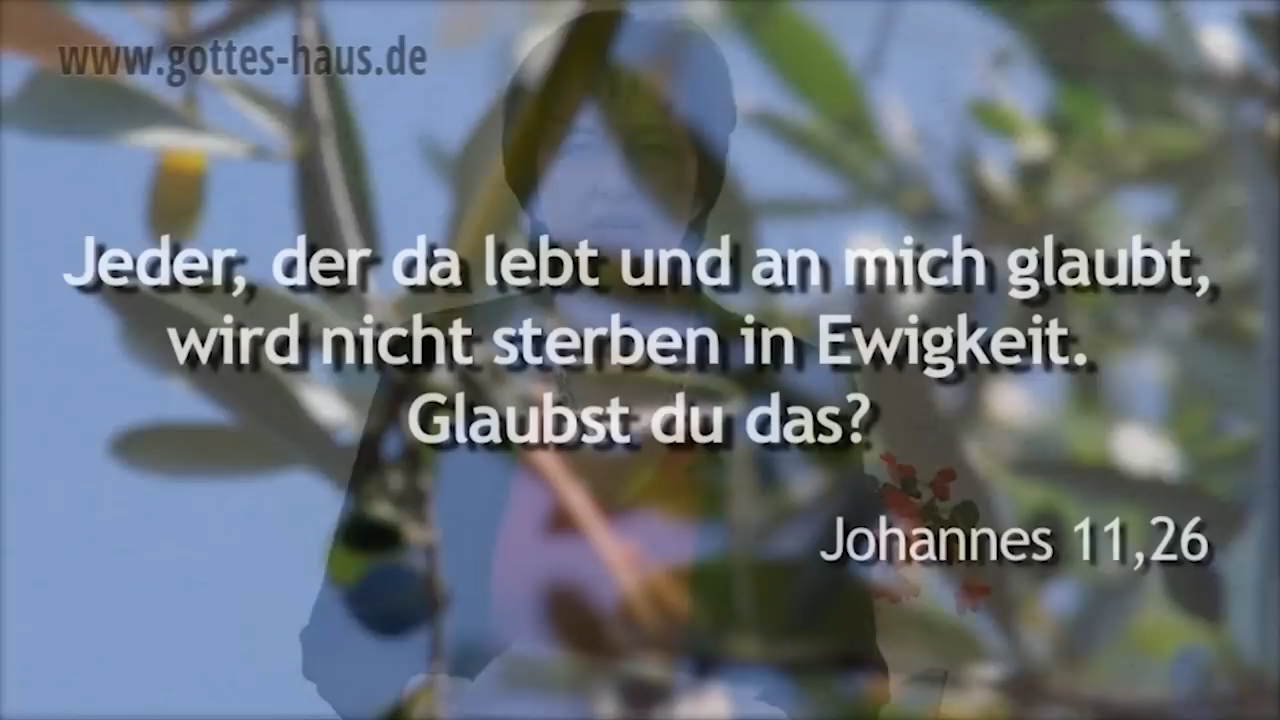 www.gottes-haus.de
Jeder, der da lebt und an mich glaubt,
wird nicht sterben in Ewigkeit.
Glaubst du das?
Johannes 11,26